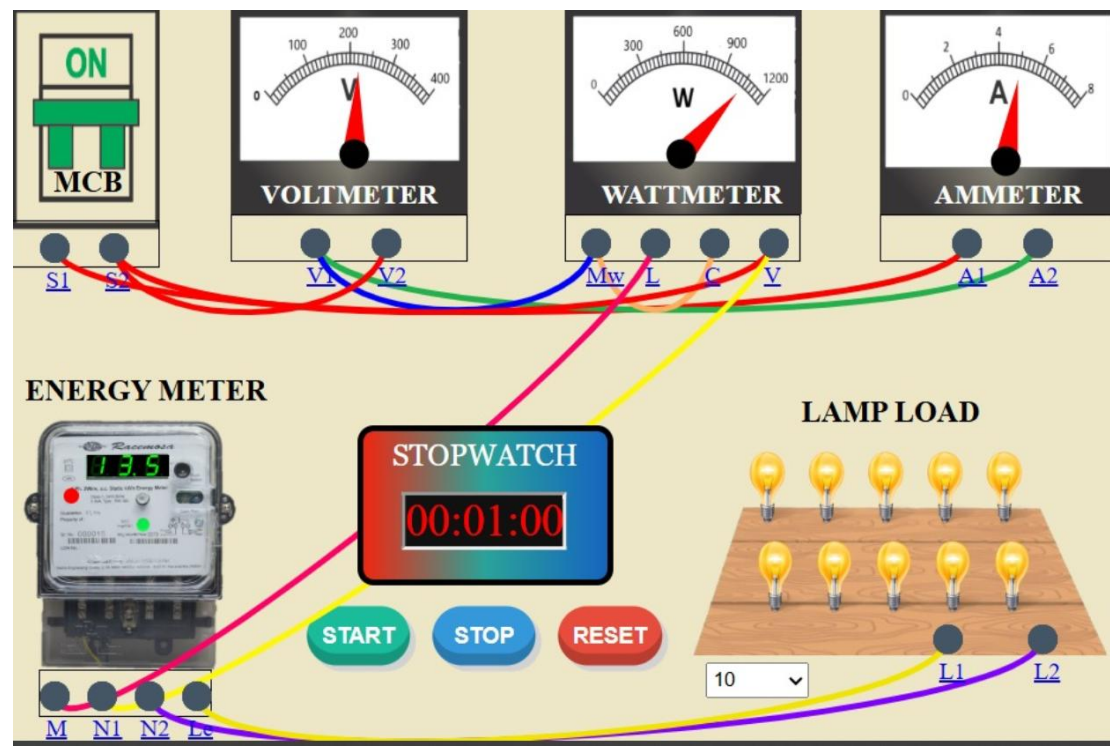 ON
MCB
S1 S2
0 100 200 300 400
V
VOLTMETER
V1 V2
0 300 600 900 1200
W
WATTMETER
Mw L C V
0 2 4 6 8
A
AMMETER
A1 A2
ENERGY METER
Racemosa
13.5
M N1 N2 Le
STOPWATCH
00:01:00
START STOP RESET
LAMP LOAD
10
L1 L2